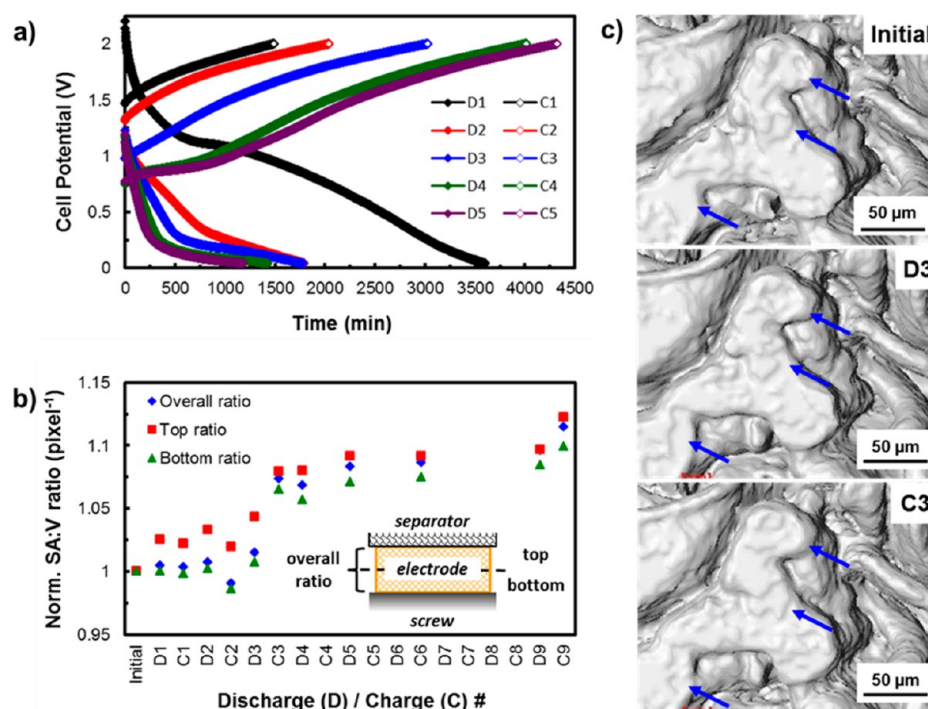 a)
2
1.5
1
0.5
0
Cell Potential (V)
D1 C1
D2 C2
D3 C3
D4 C4
D5 C5
0 500 1000 1500 2000 2500 3000 3500 4000 4500
Time (min)
b)
1.15
1.10
1.05
1
0.95
Norm. SA:V ratio (pixel-1)
Overall ratio
Top ratio
Bottom ratio
separator
overall
ratio
electrode
top
bottom
screw
Initial D1 C1 D2 C2 D3 C3 D4 C4 D5 C5 D6 C6 D7 C7 D8 C8 D9 C9
Discharge (D) / Charge (C) #
c)
Initial
50 µm
D3
50 µm
C3
50 µm